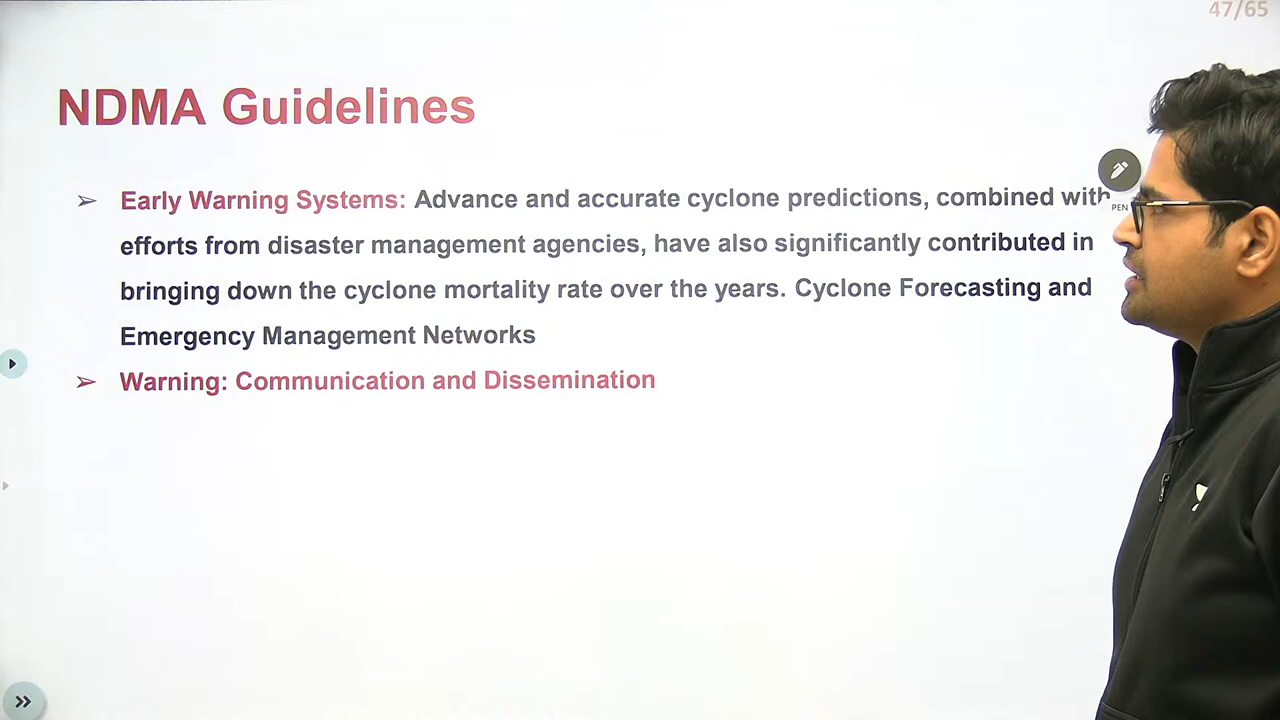 47/65
NDMA Guidelines
➢ Early Warning Systems: Advance and accurate cyclone predictions, combined with
PEN
efforts from disaster management agencies, have also significantly contributed in
bringing down the cyclone mortality rate over the years. Cyclone Forecasting and
Emergency Management Networks
➢ Warning: Communication and Dissemination